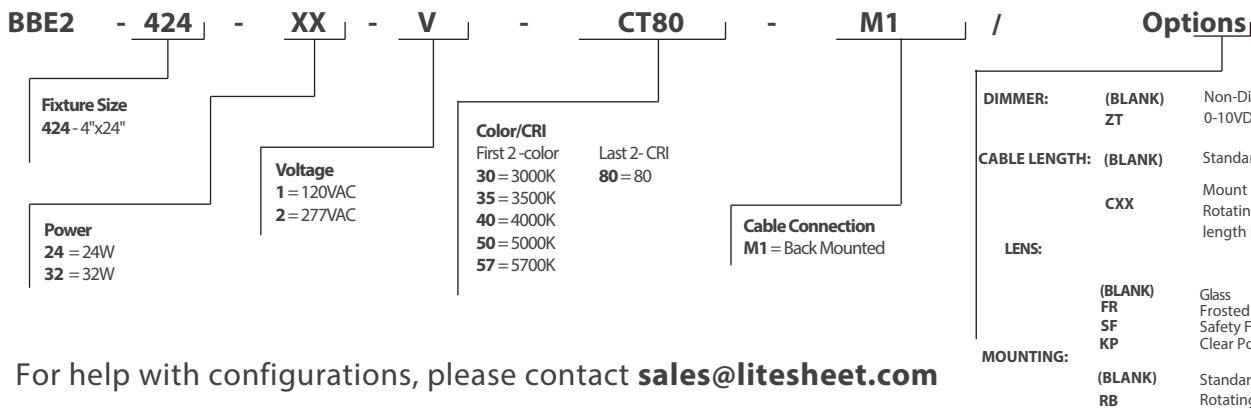 BBE2 - 424 - XX - V - CT80 - M1 / Options
Fixture Size
424 - 4"x24"
Power
24 = 24W
32 = 32W
Voltage
1 = 120VAC
2 = 277VAC
Color/CRI
First 2 -color Last 2- CRI
30 = 3000K 80 = 80
35 = 3500K
40 = 4000K
50 = 5000K
57 = 5700K
Cable Connection
M1 = Back Mounted
DIMMER: (BLANK)
ZT
CABLE LENGTH: (BLANK)
CXX Mount
length
LENS:
(BLANK) Glass
FR Frosted
SF Safety
KP Clear
MOUNTING:
(BLANK)
RB
For help with configurations, please contact sales@litesheet.com